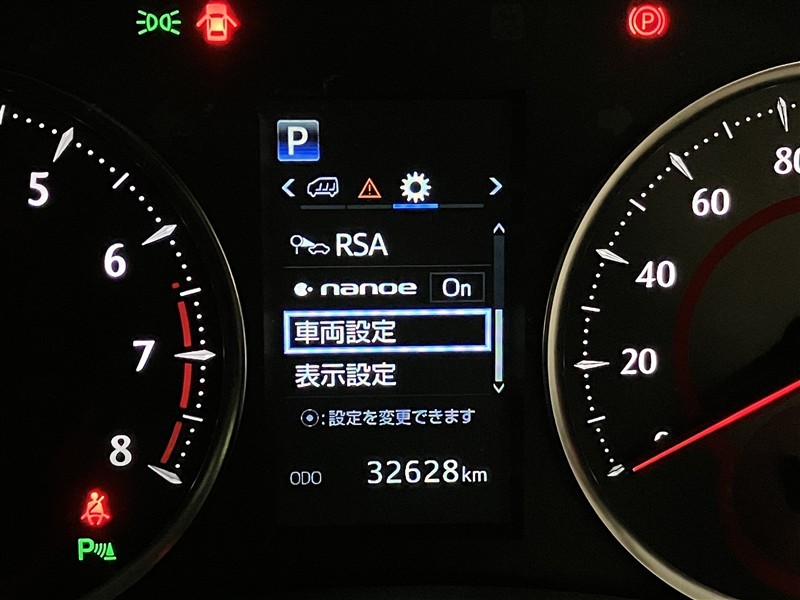 P
P
RSA
nanoe On
車両設定
表示設定
:設定を変更できます
ODO 32628km
5
6
7
8
P
80
60
40
20